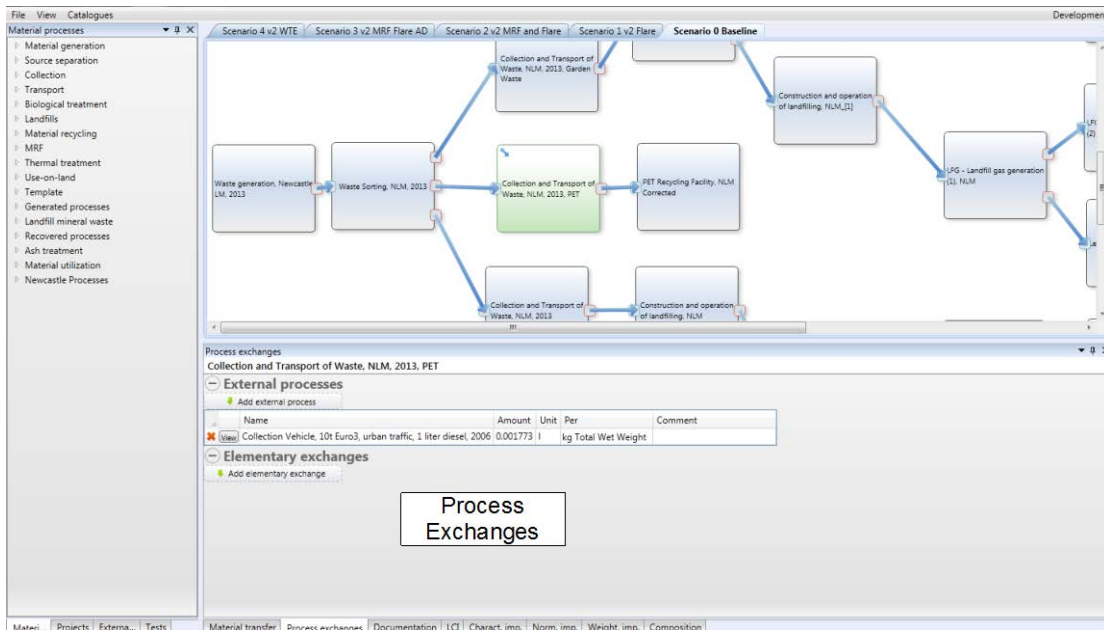 File View Catalogues
Development
Material processes
Material generation
Source separation
Collection
Transport
Biological treatment
Landfills
Material recycling
MRF
Thermal treatment
Use-on-land
Template
Generated processes
Landfill mineral waste
Recovered processes
Ash treatment
Material utilization
Newcastle Processes
Scenario 4 v2 WTE
Scenario 3 v2 MRF Flare AD
Scenario 2 v2 MRF and Flare
Scenario 1 v2 Flare
Scenario 0 Baseline
Collection and Transport of
Waste, NLM, 2013, Garden
Waste
Construction and operation
of landfilling, NLM_[1]
LFG
(2)
Waste generation, Newcastle
LM, 2013
Waste Sorting, NLM, 2013
Collection and Transport of
Waste, NLM, 2013, PET
PET Recycling Facility, NLM
Corrected
LFG - Landfill gas generation
(1), NLM
Collection and Transport of
Waste, NLM, 2013
Construction and operation
of landfilling, NLM
Process exchanges
Collection and Transport of Waste, NLM, 2013, PET
External processes
Add external process
Name Amount Unit Per Comment
View Collection Vehicle, 10t Euro3, urban traffic, 1 liter diesel, 2006 0.001773 l kg Total Wet Weight
Elementary exchanges
Add elementary exchange
Process
Exchanges
Materi... Projects Externa... Tests
Material transfer Process exchanges Documentation LCI Charact. imp. Norm. imp. Weight. imp. Composition